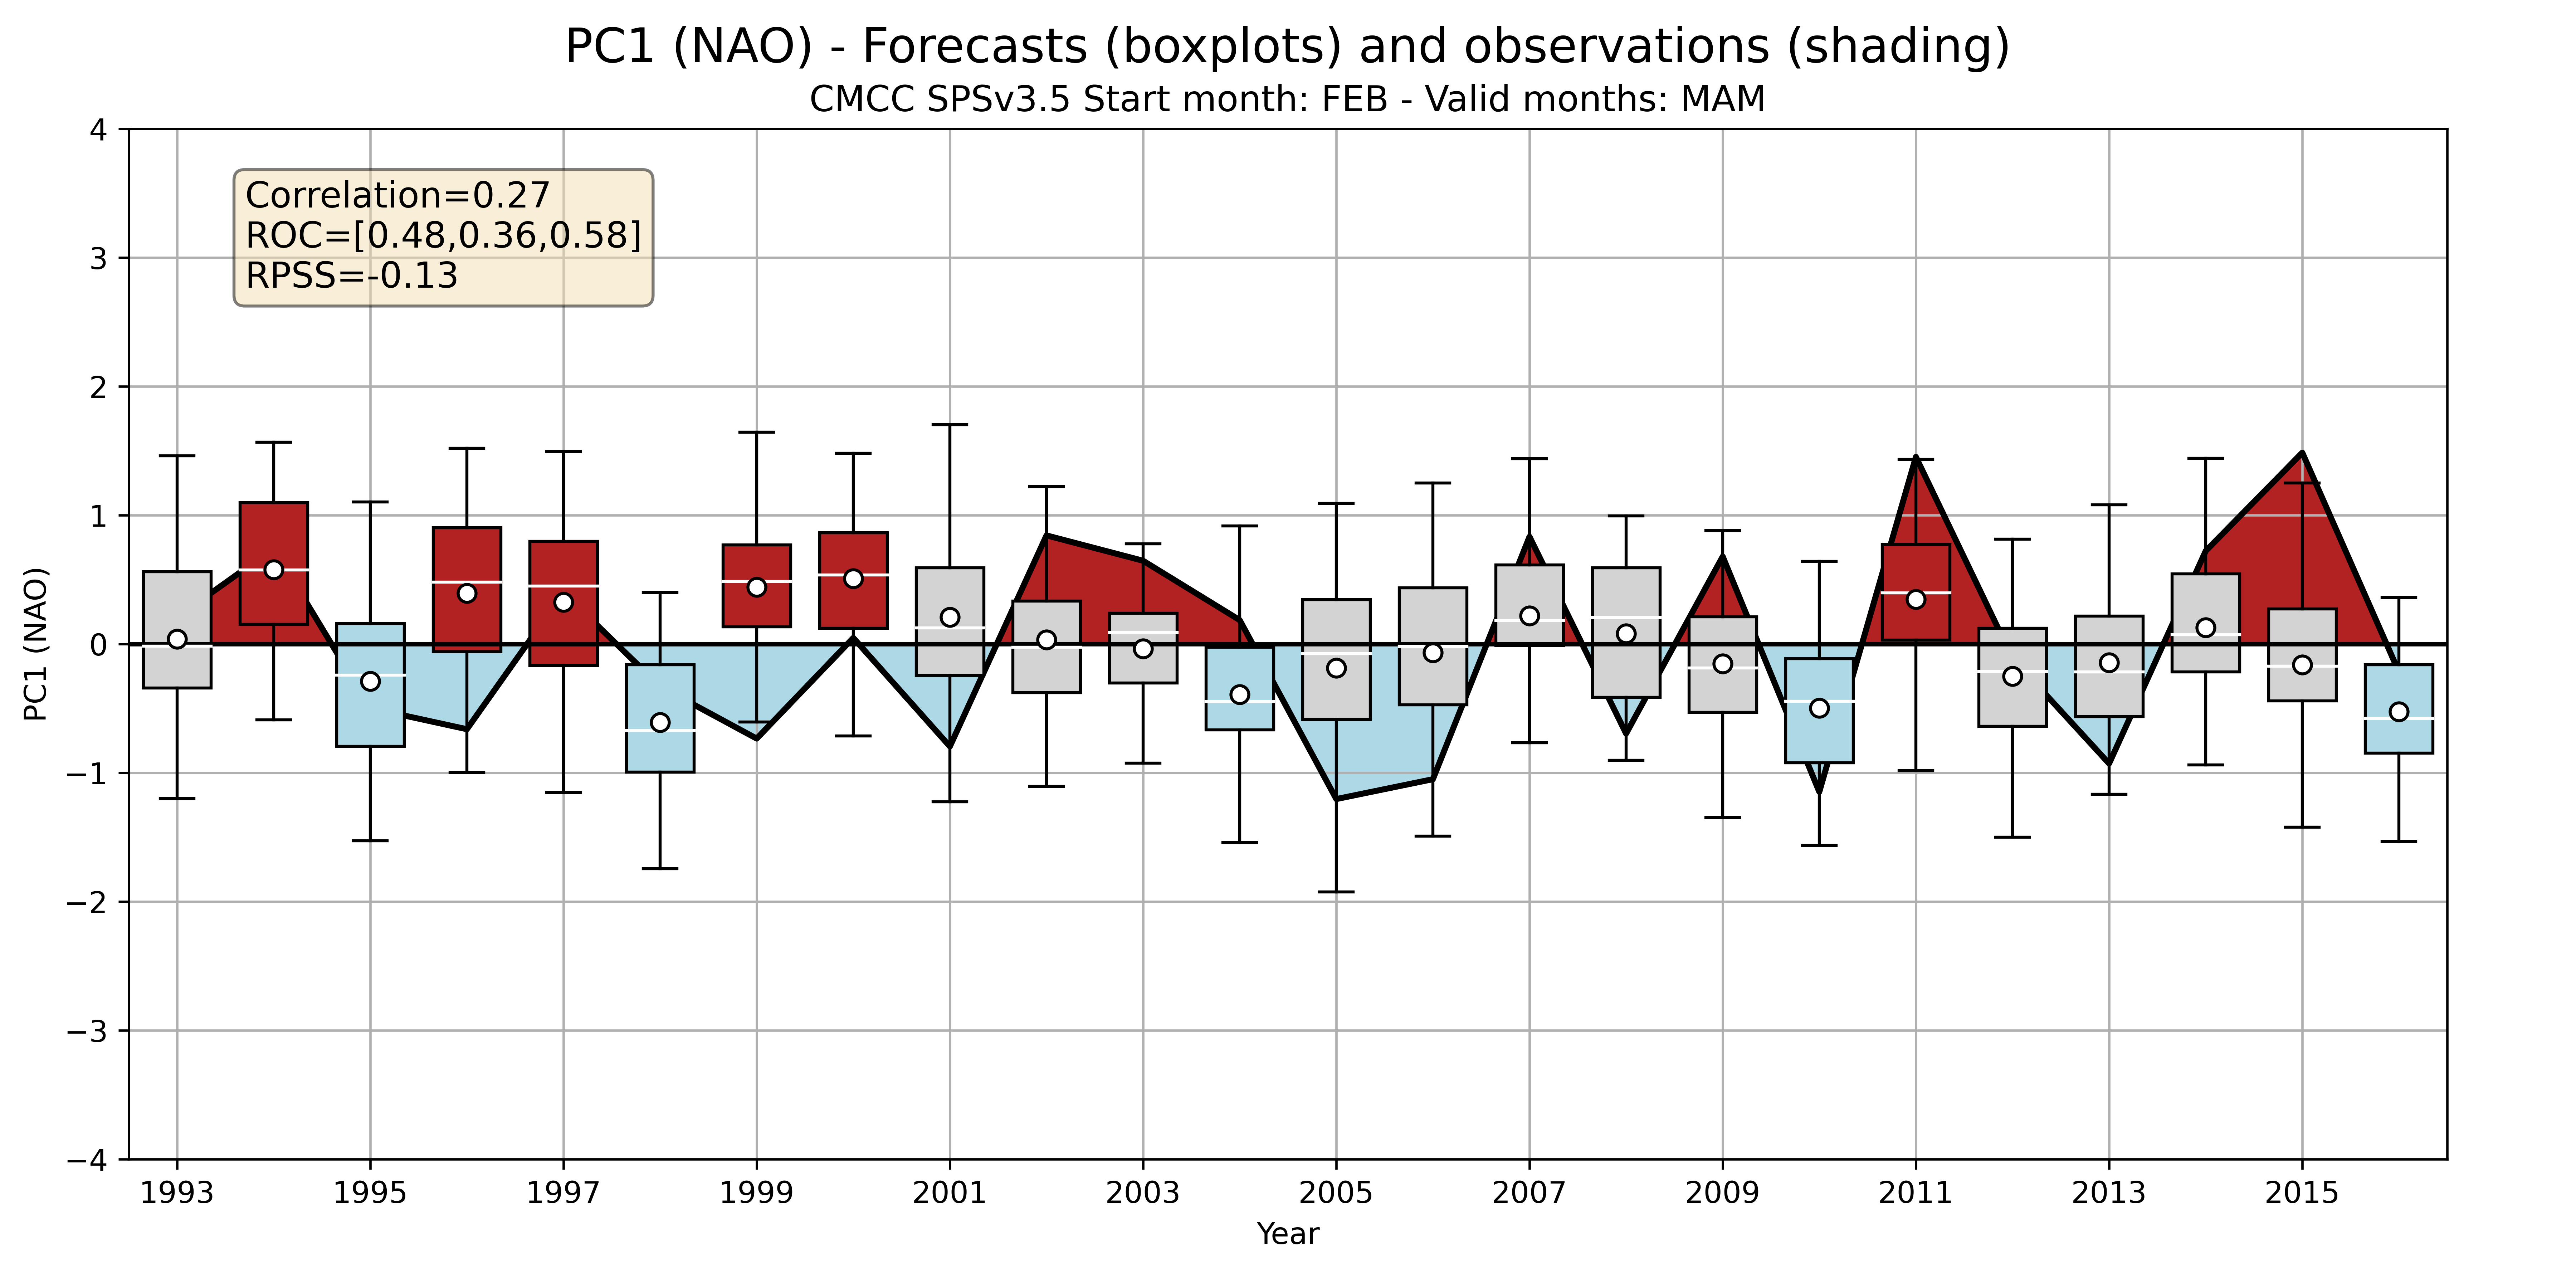 PC1 (NAO) - Forecasts (boxplots) and observations (shading)
CMCC SPSv3.5 Start month: FEB - Valid months: MAM
Correlation=0.27
ROC=[0.48,0.36,0.58]
RPSS=-0.13
PC1 (NAO)
4
3
2
1
0
−1
−2
−3
−4
1993 1995 1997 1999 2001 2003 2005 2007 2009 2011 2013 2015
Year